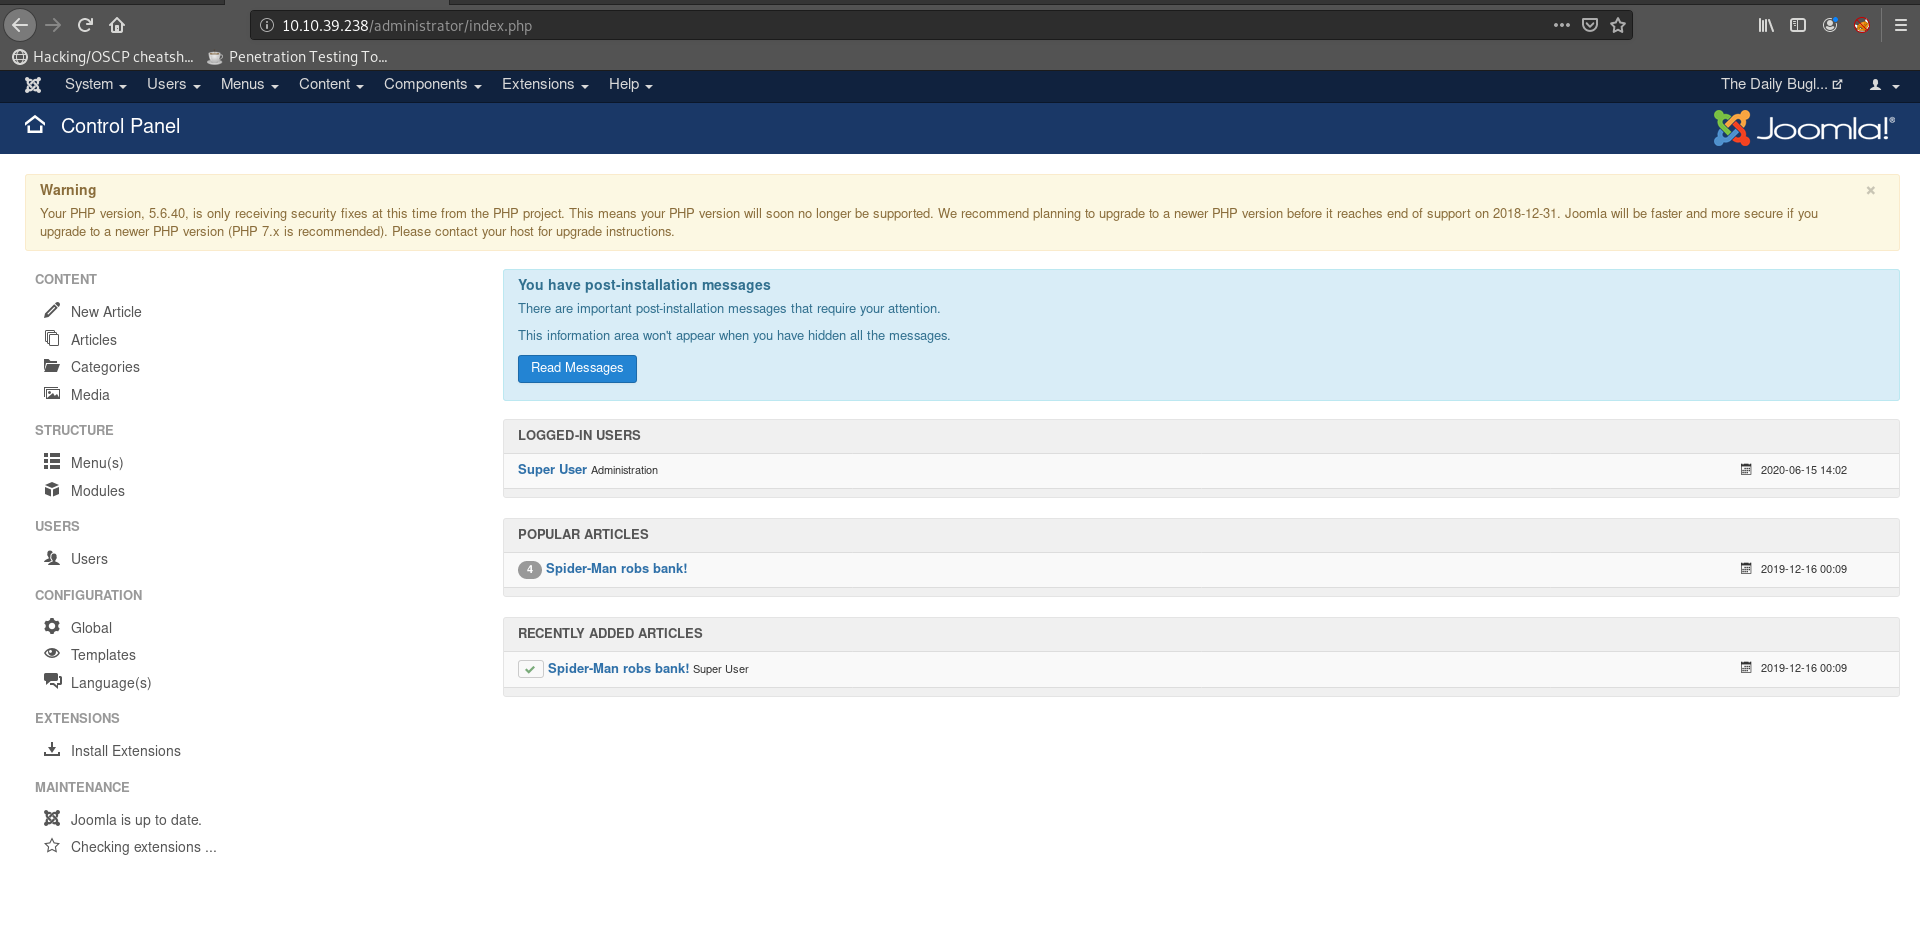 10.10.39.238/administrator/index.php
Hacking/OSCP cheatsh...
Penetration Testing To...
System
Users
Menus
Content
Components
Extensions
Help
The Daily Bugl...
Control Panel
Joomla!®
Warning
Your PHP version, 5.6.40, is only receiving security fixes at this time from the PHP project. This means your PHP version will soon no longer be supported. We recommend planning to upgrade to a newer PHP version before it reaches end of support on 2018-12-31. Joomla will be faster and more secure if you
upgrade to a newer PHP version (PHP 7.x is recommended). Please contact your host for upgrade instructions.
CONTENT
New Article
Articles
Categories
Media
STRUCTURE
Menu(s)
Modules
USERS
Users
CONFIGURATION
Global
Templates
Language(s)
EXTENSIONS
Install Extensions
MAINTENANCE
Joomla is up to date.
Checking extensions ...
You have post-installation messages
There are important post-installation messages that require your attention.
This information area won't appear when you have hidden all the messages.
Read Messages
LOGGED-IN USERS
Super User Administration 2020-06-15 14:02
POPULAR ARTICLES
4 Spider-Man robs bank! 2019-12-16 00:09
RECENTLY ADDED ARTICLES
Spider-Man robs bank! Super User 2019-12-16 00:09